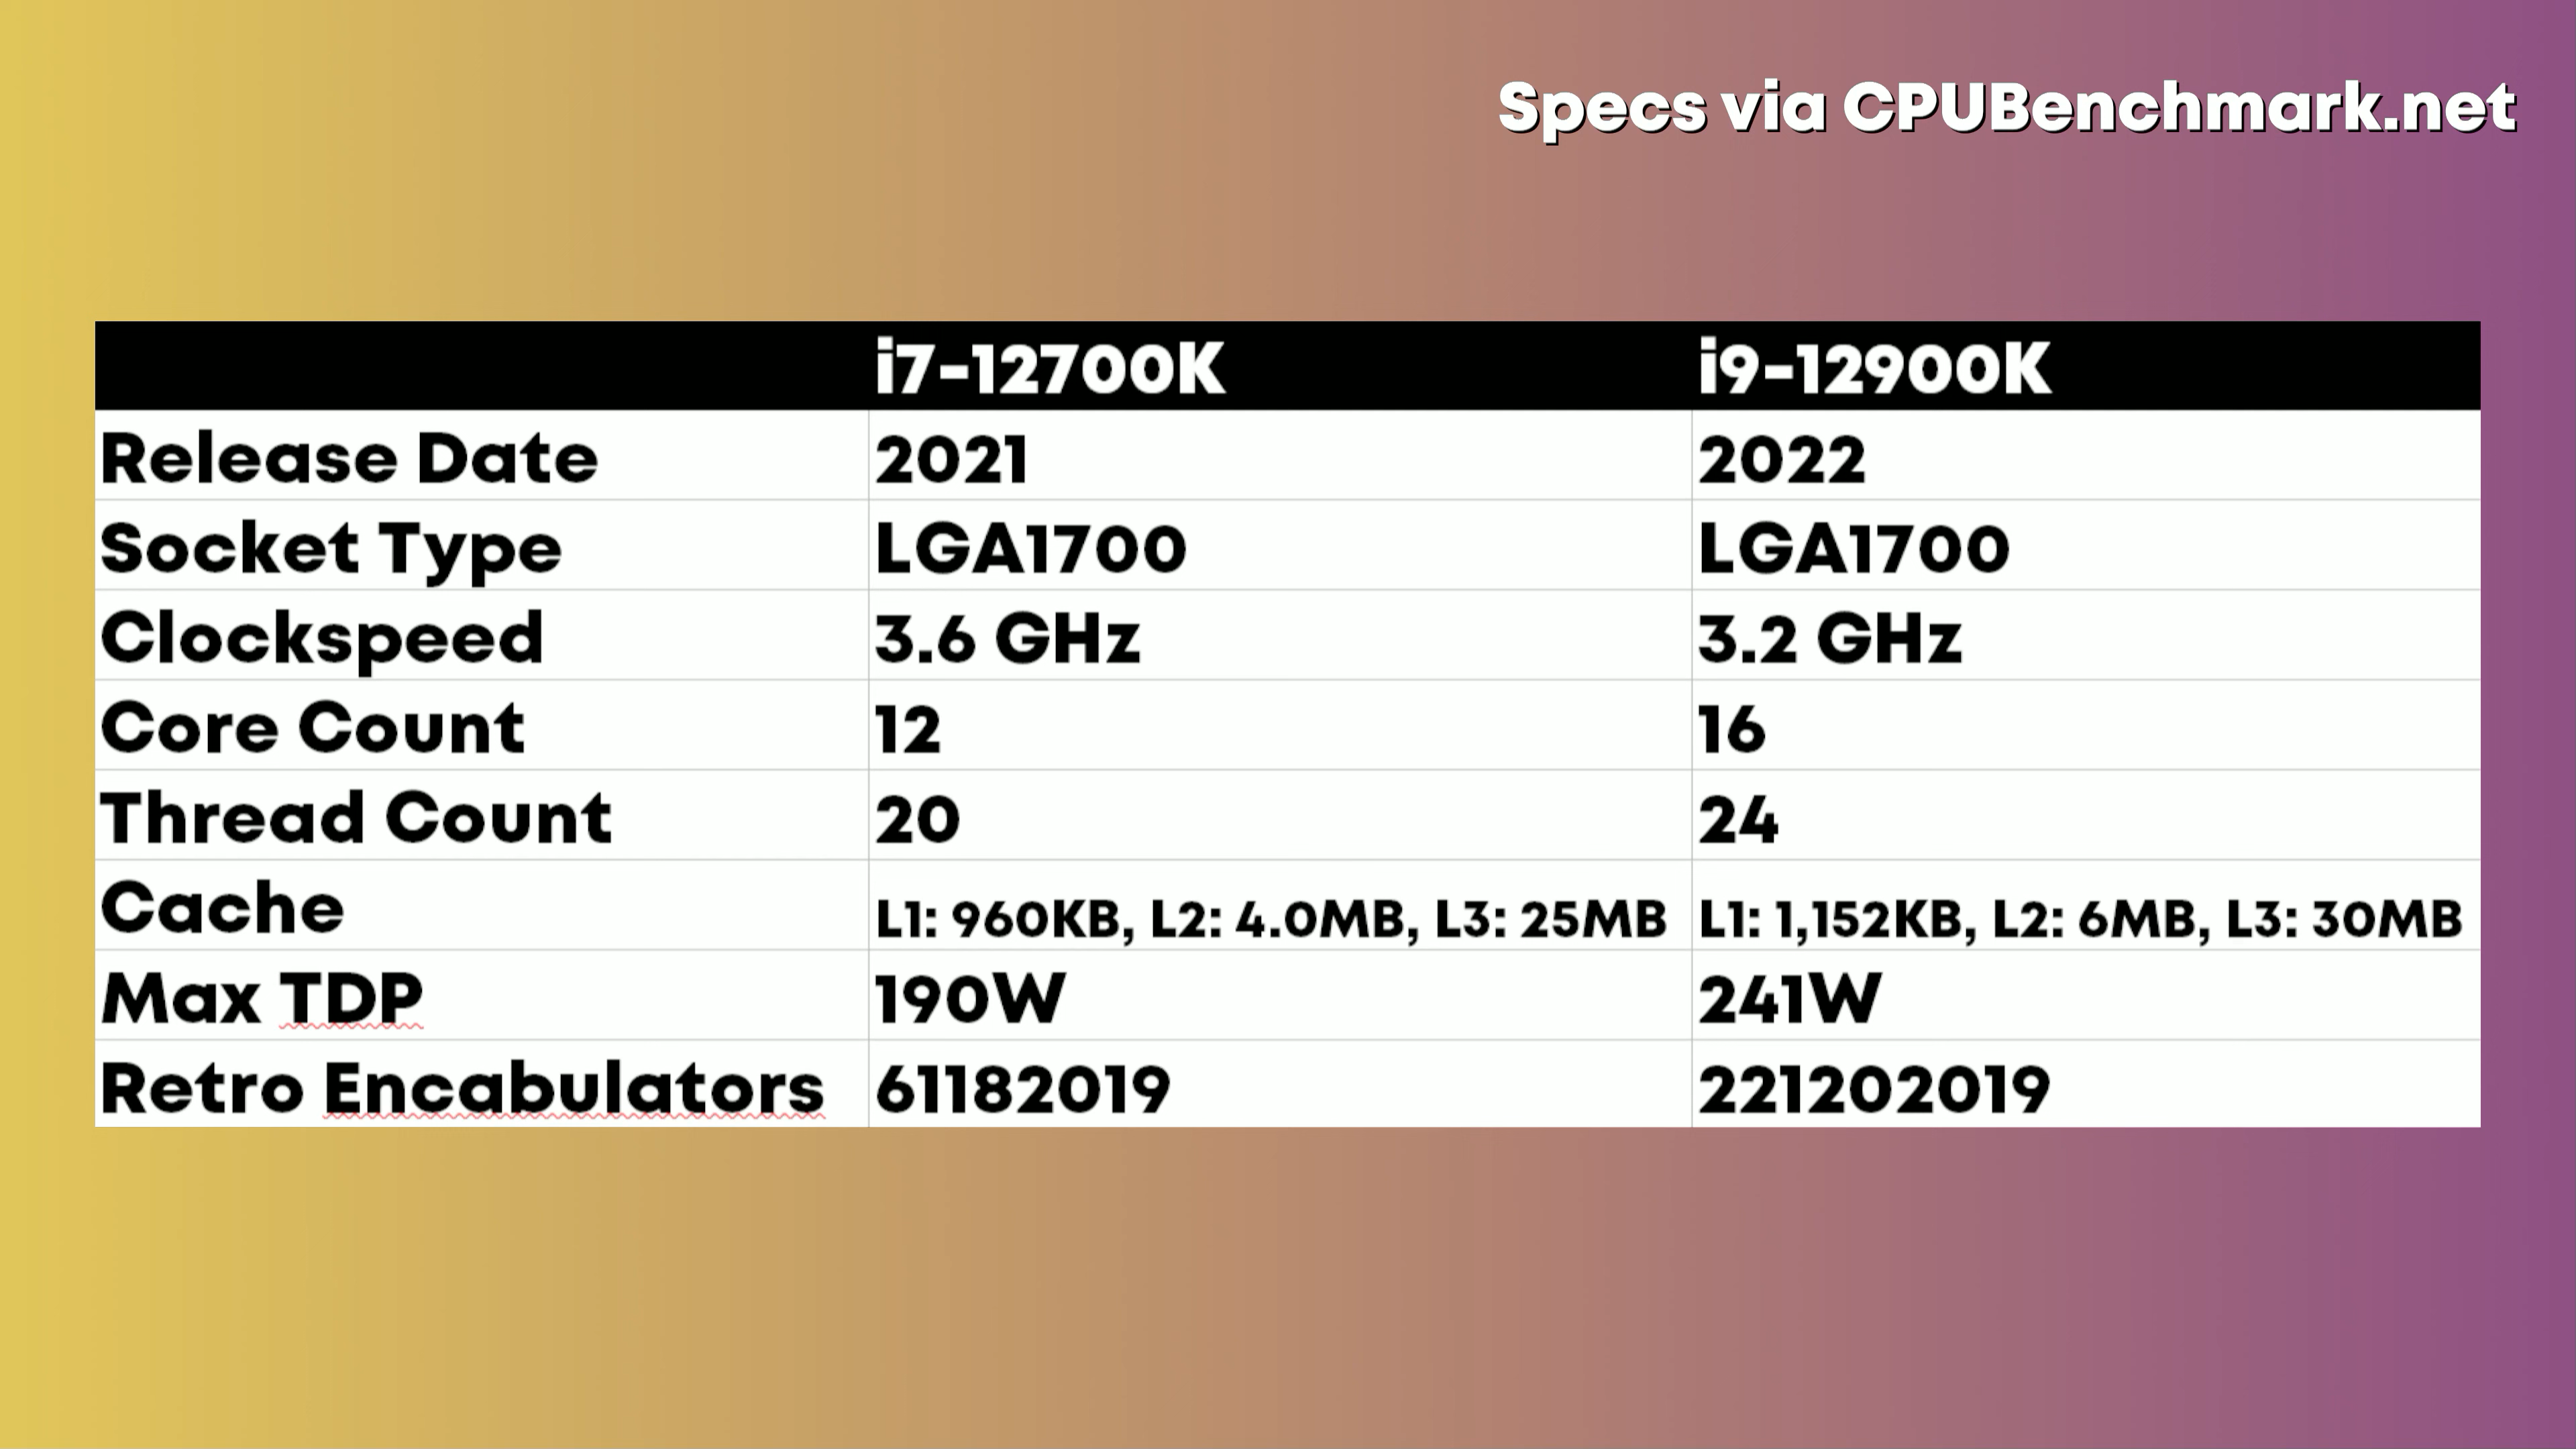 Specs via CPUBenchmark.net
i7-12700K i9-12900K
Release Date 2021 2022
Socket Type LGA1700 LGA1700
Clockspeed 3.6 GHz 3.2 GHz
Core Count 12 16
Thread Count 20 24
Cache L1: 960KB, L2: 4.0MB, L3: 25MB L1: 1,152KB, L2: 6MB, L3: 30MB
Max TDP 190W 241W
Retro Encabulators 61182019 221202019